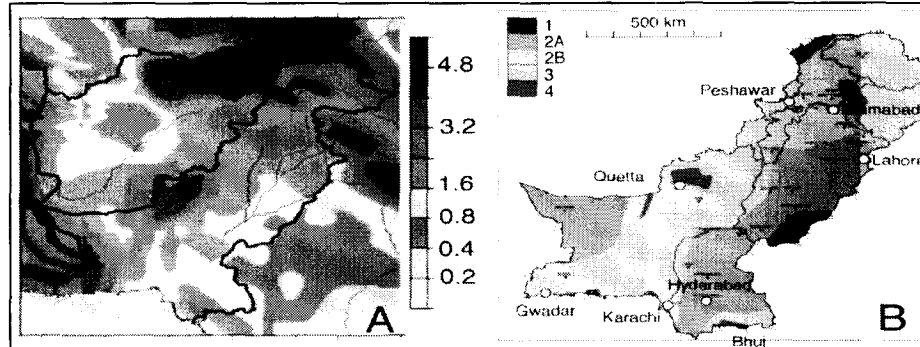 4.8
3.2
1.6
0.8
0.4
0.2
A
500 km
1
2A
2B
3
4
Peshawar
Islamabad
Lahore
Quetta
Hyderabad
Gwadar
Karachi
Bhuj
B